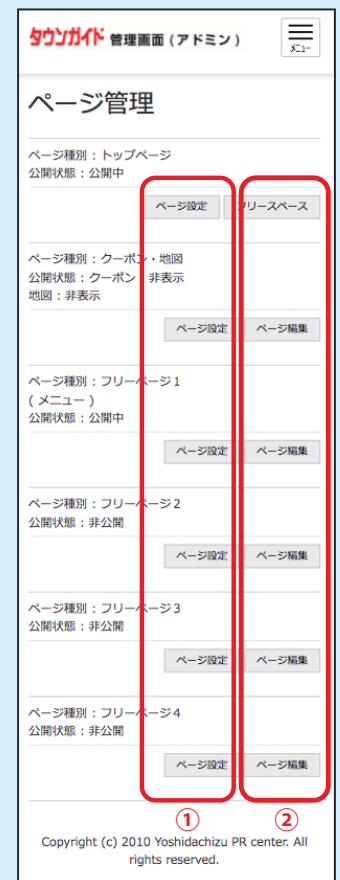 タウンガイド 管理画面 (アドミン)
メニュー
ページ管理
ページ種別：トップページ
公開状態：公開中
ページ設定 フリースペース
ページ種別：クーポン・地図
公開状態：クーポン：非表示
地図：非表示
ページ設定 ページ編集
ページ種別：フリーページ1
( メニュー )
公開状態：公開中
ページ設定 ページ編集
ページ種別：フリーページ2
公開状態：非公開
ページ設定 ページ編集
ページ種別：フリーページ3
公開状態：非公開
ページ設定 ページ編集
ページ種別：フリーページ4
公開状態：非公開
ページ設定 ページ編集
① ②
Copyright (c) 2010 Yoshidachizu PR center. All
rights reserved.